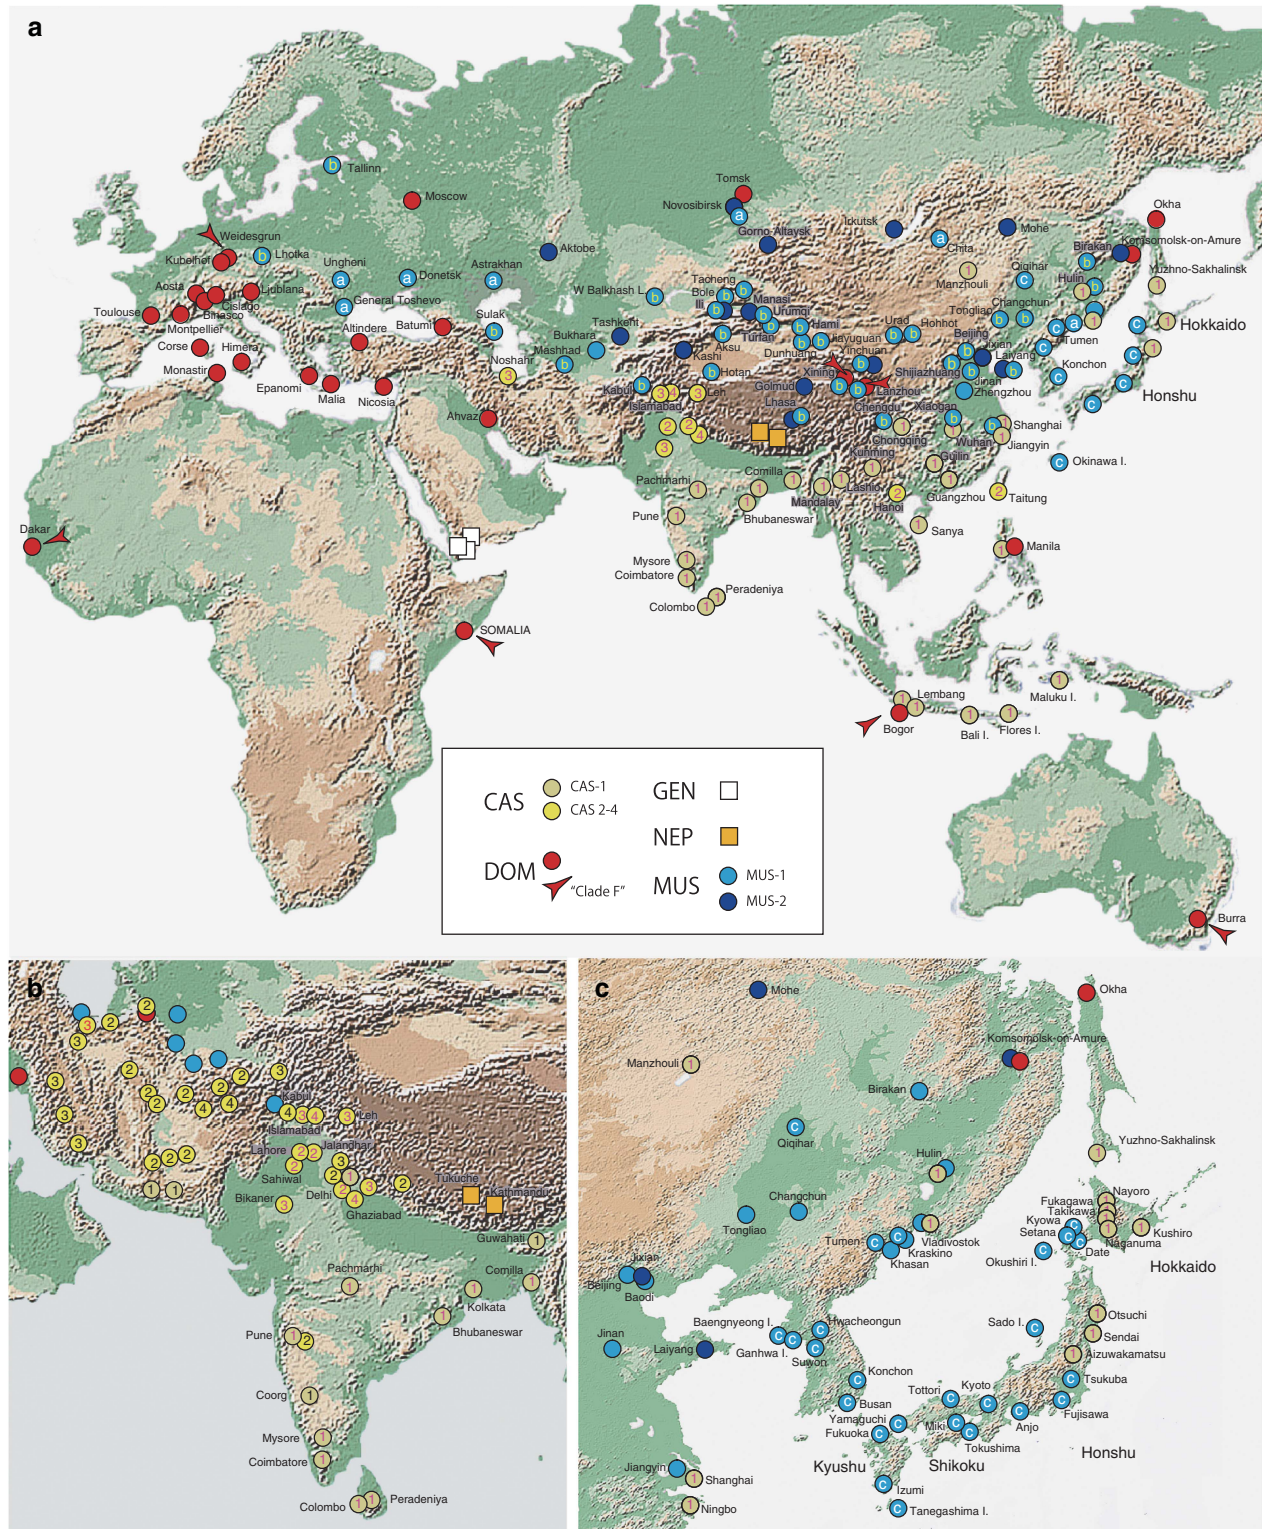 a
Tallinn
Moscow
Tomsk
Novosibirsk
Gorno-Altaysk
Irkutsk
Mohe
Okha
Komsomolsk-on-Amure
Birakan
Chita
Weidesgrun
Kubelhof
Lhotka
Ungheni
Donetsk
Astrakhan
Aktobe
Manzhouli
Qiqihar
Hulin
Yuzhno-Sakhalinsk
Aosta
Ljublana
Cislago
Binasco
General Toshevo
W Balkhash L.
Tacheng
Bole
Ili
Manasi
Urumqi
Turfan
Hami
Tongliao
Changchun
Toulouse
Montpellier
Altindere
Batumi
Sulak
Tashkent
Bukhara
Jiayuguan
Urad
Hohhot
Beijing
Jixian
Tumen
Hokkaido
Corse
Himera
Mashhad
Noshahr
Aksu
Kashi
Dunhuang
Yinchuan
Laiyang
Konchon
Monastir
Epanomi
Malia
Nicosia
Hotan
Kabul
Xining
Golmud
Lanzhou
Shijiazhuang
Jinan
Zhengzhou
Honshu
Islamabad
Leh
Ahvaz
Lhasa
Chengdu
Xiaogan
Shanghai
Chongqing
Wuhan
Jiangyin
Kunming
Guilin
Okinawa I.
Pachmarhi
Comilla
Lashio
Mandalay
Hanoi
Guangzhou
Taitung
Bhubaneswar
Pune
Sanya
Dakar
Manila
Mysore
Coimbatore
Peradeniya
Colombo
SOMALIA
Lembang
Maluku I.
Bogor
Bali I.
Flores I.
CAS
CAS-1
CAS 2-4
GEN
NEP
DOM
"Clade F"
MUS
MUS-1
MUS-2
Burra
b
Kabul
Islamabad
Leh
Lahore
Jalandhar
Sahiwal
Bikaner
Delhi
Ghaziabad
Tukuche
Kathmandu
Guwahati
Pachmarhi
Comilla
Kolkata
Bhubaneswar
Pune
Coorg
Mysore
Coimbatore
Colombo
Peradeniya
c
Mohe
Okha
Komsomolsk-on-Amure
Manzhouli
Birakan
Qiqihar
Yuzhno-Sakhalinsk
Hulin
Changchun
Tongliao
Nayoro
Fukagawa
Takikawa
Kyowa
Setana
Kushiro
Naganuma
Date
Okushiri I.
Hokkaido
Tumen
Vladivostok
Kraskino
Khasan
Jixian
Beijing
Baodi
Jinan
Laiyang
Baengnyeong I.
Hwacheongun
Ganhwa I.
Suwon
Sado I.
Otsuchi
Sendai
Aizuwakamatsu
Konchon
Busan
Tottori
Kyoto
Tsukuba
Fujisawa
Yamaguchi
Fukuoka
Miki
Anjo
Tokushima
Honshu
Kyushu
Shikoku
Jiangyin
Shanghai
Ningbo
Izumi
Tanegashima I.